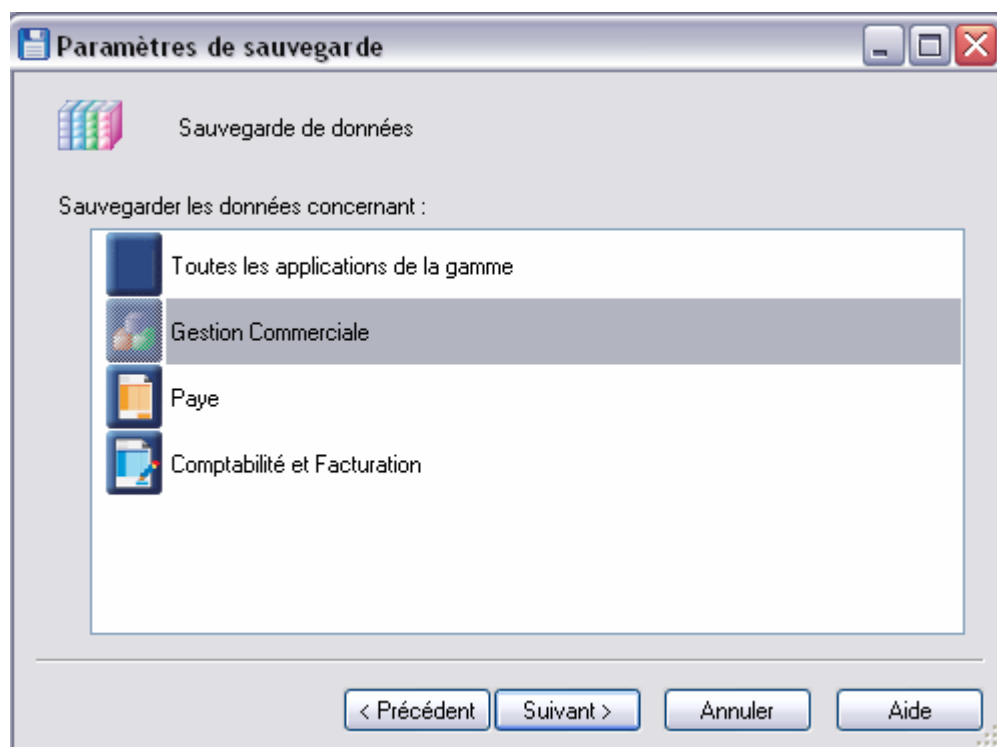 Paramètres de sauvegarde
Sauvegarde de données
Sauvegarder les données concernant :
Toutes les applications de la gamme
Gestion Commerciale
Paye
Comptabilité et Facturation
< Précédent Suivant > Annuler Aide